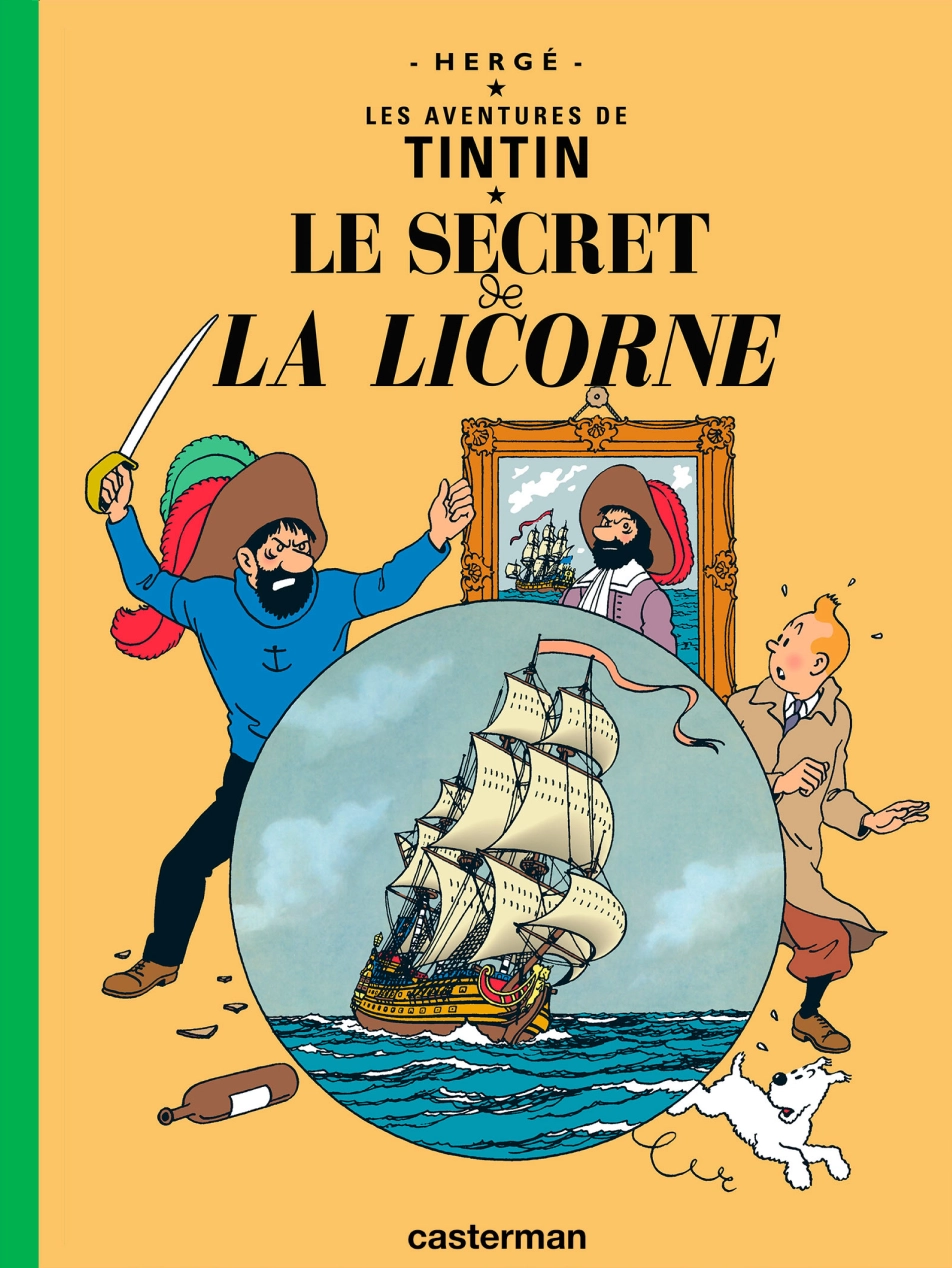 - HERGÉ -
LES AVENTURES DE
TINTIN
LE SECRET
de
LA LICORNE
casterman